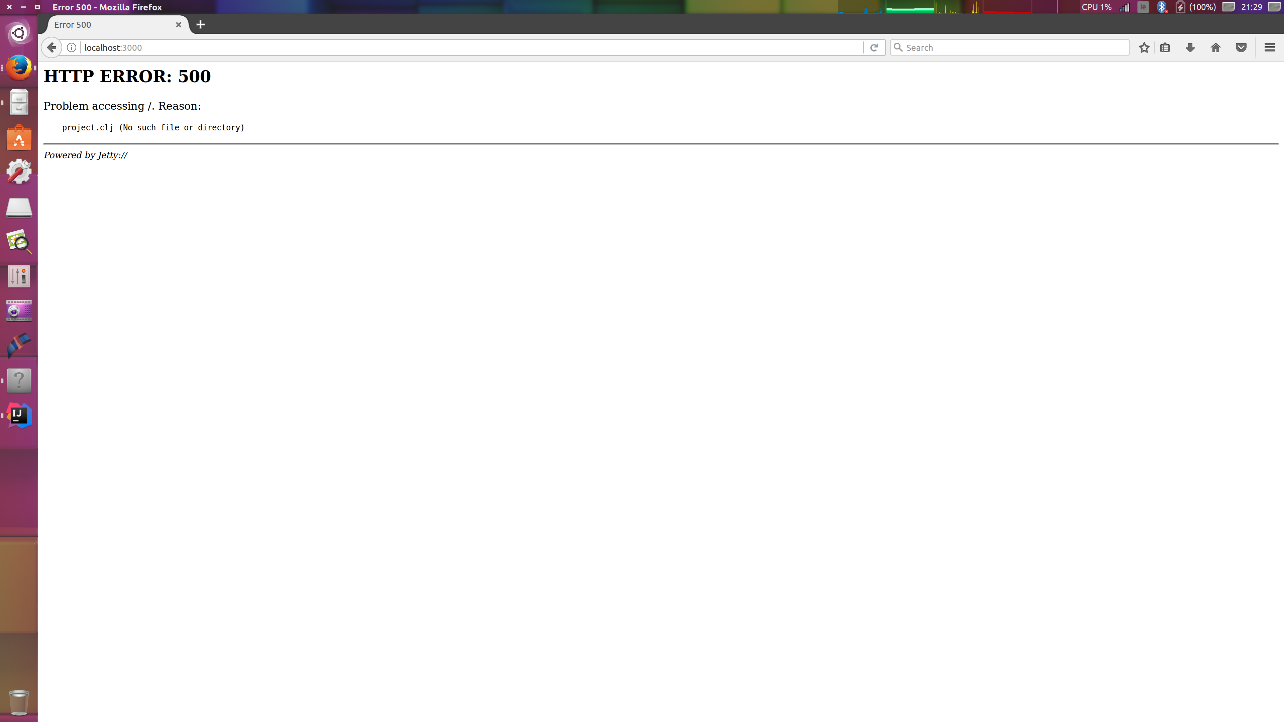 Error 500 - Mozilla Firefox
CPU 1%
(100%)
21:29
Error 500
localhost:3000
Search
HTTP ERROR: 500
Problem accessing /. Reason:
project.clj (No such file or directory)
Powered by Jetty://
IJ